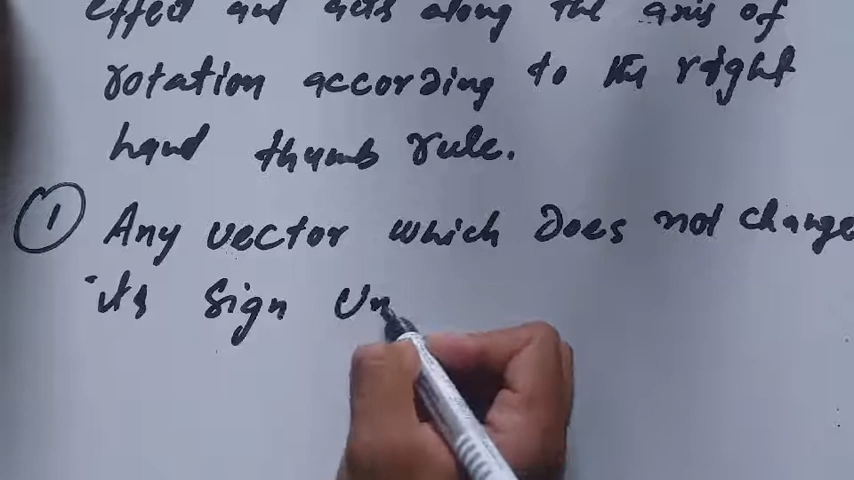 effect and acts along the axis of
rotation according to the right
hand thumb rule.
1 Any vector which does not change
its sign Un